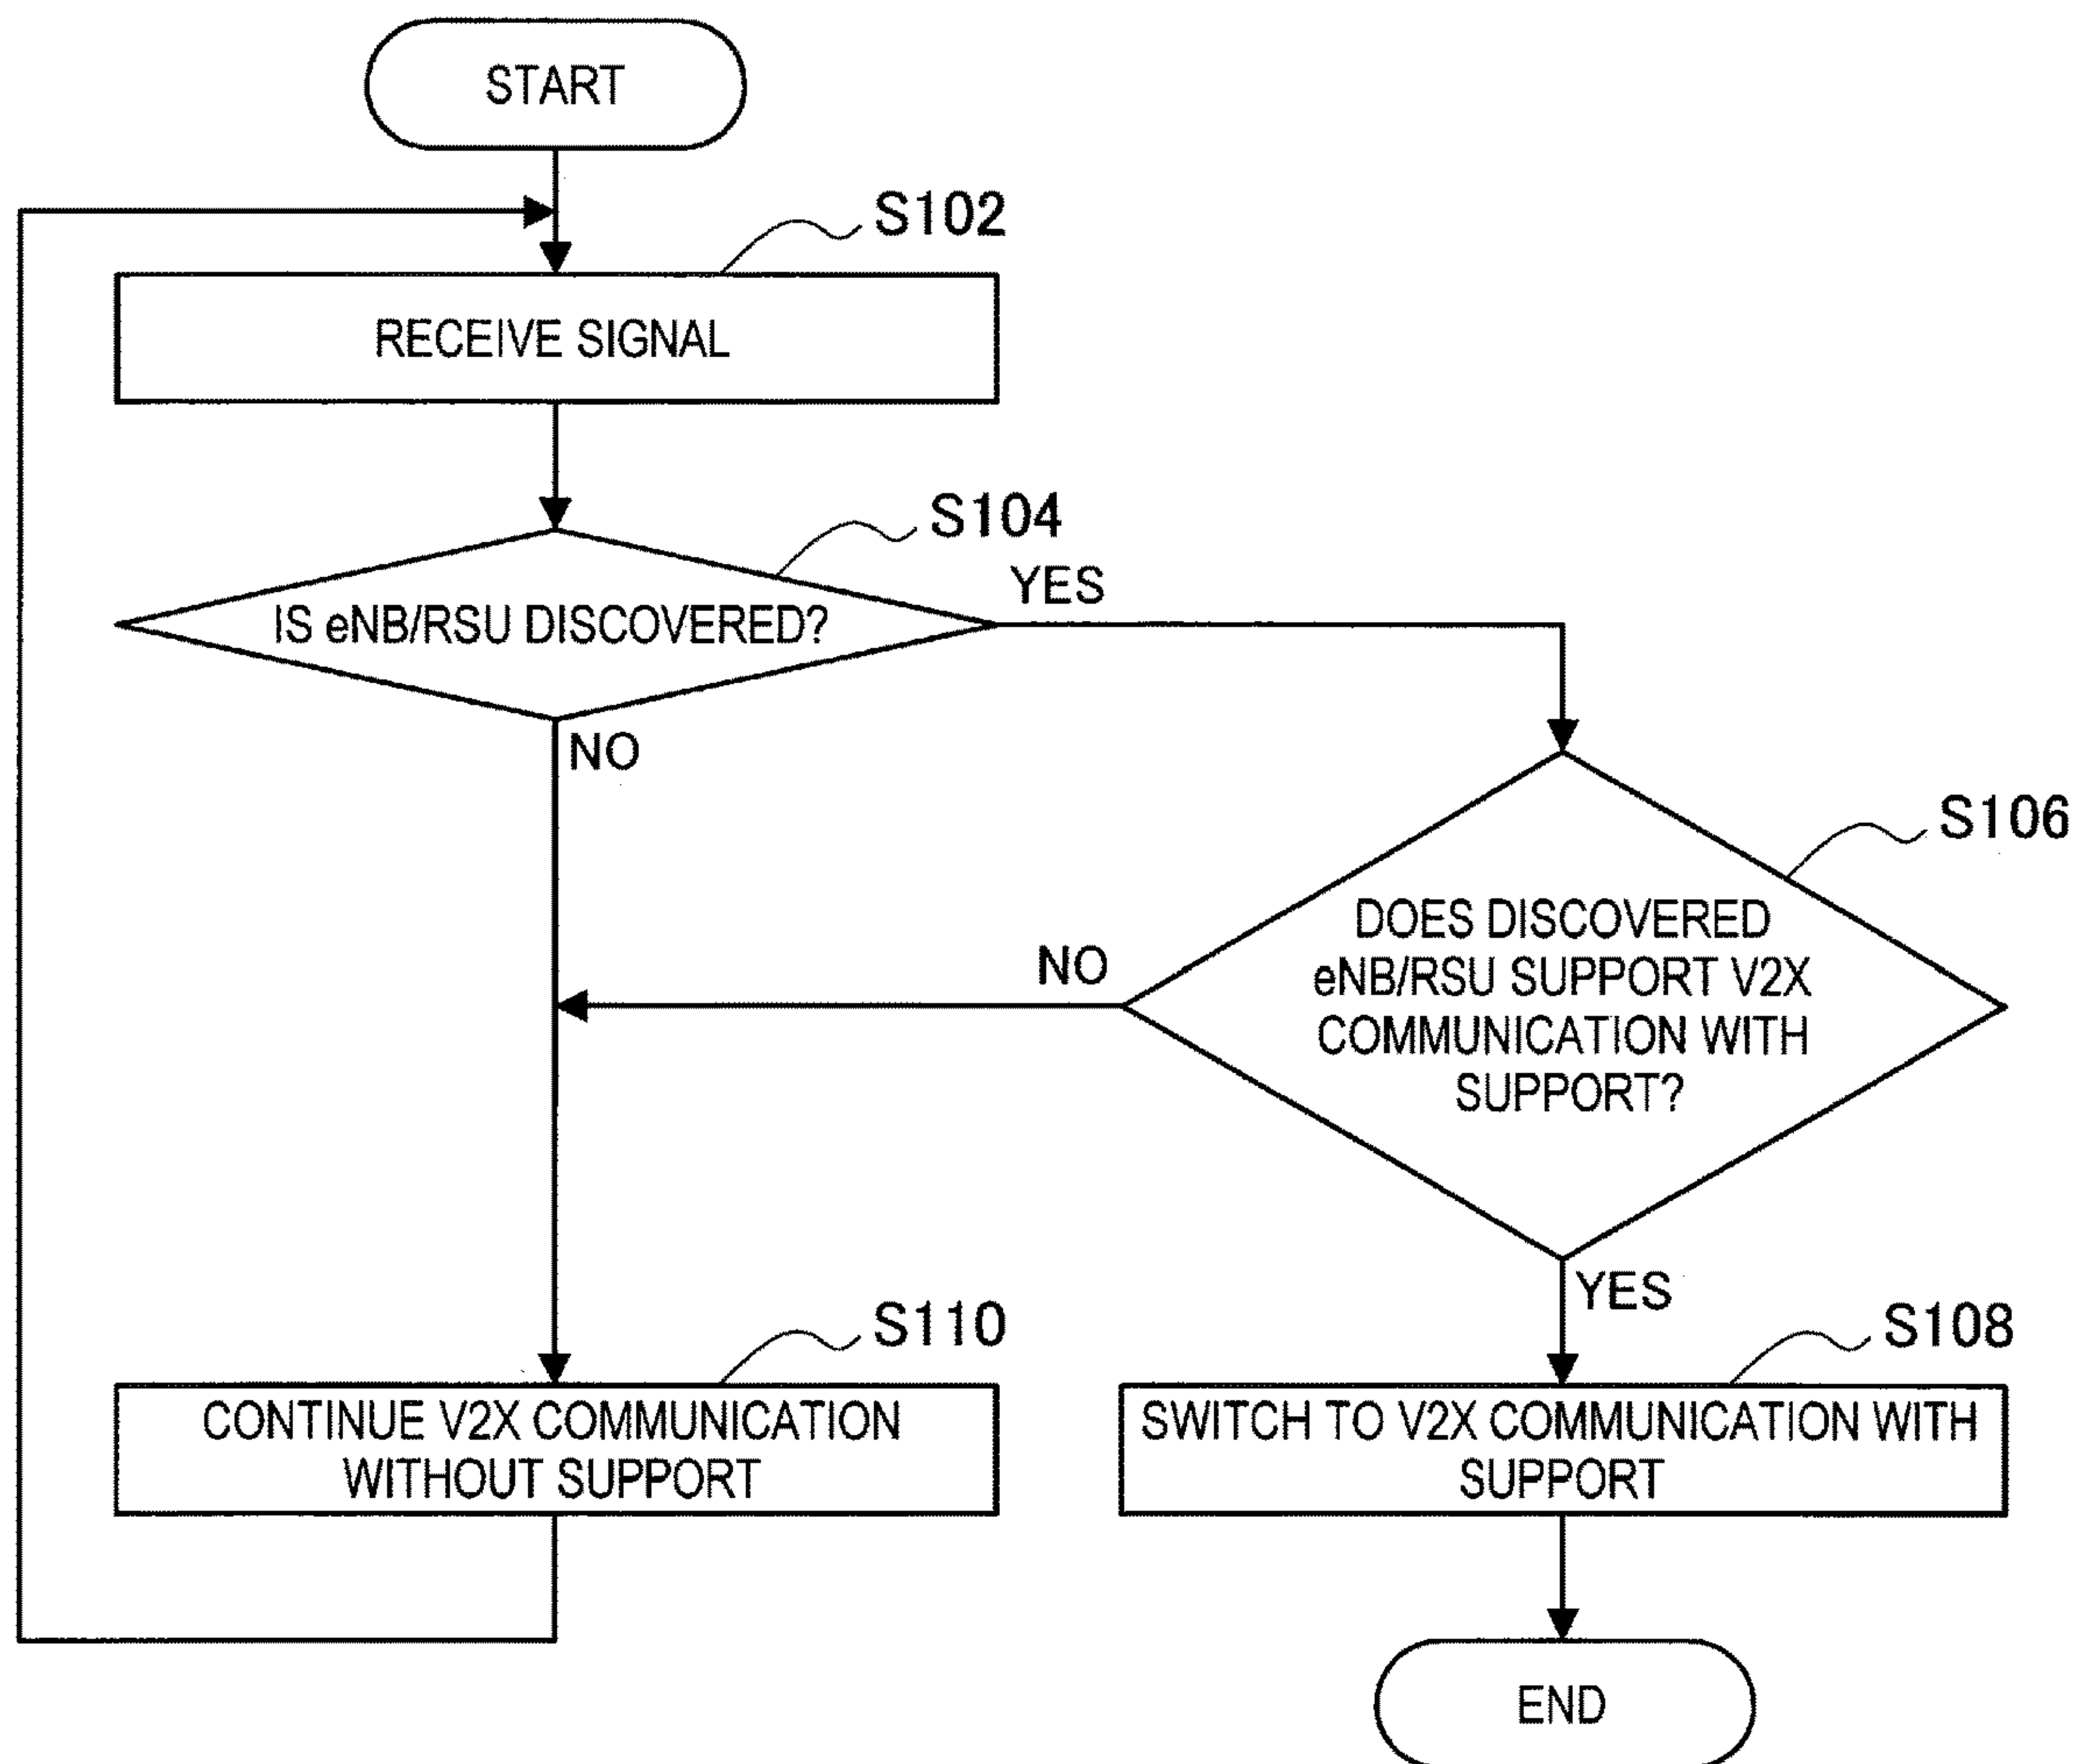 START
S102
RECEIVE SIGNAL
S104
YES
IS eNB/RSU DISCOVERED?
NO
S106
DOES DISCOVERED
eNB/RSU SUPPORT V2X
COMMUNICATION WITH
SUPPORT?
NO
YES
S110
CONTINUE V2X COMMUNICATION
WITHOUT SUPPORT
S108
SWITCH TO V2X COMMUNICATION WITH
SUPPORT
END